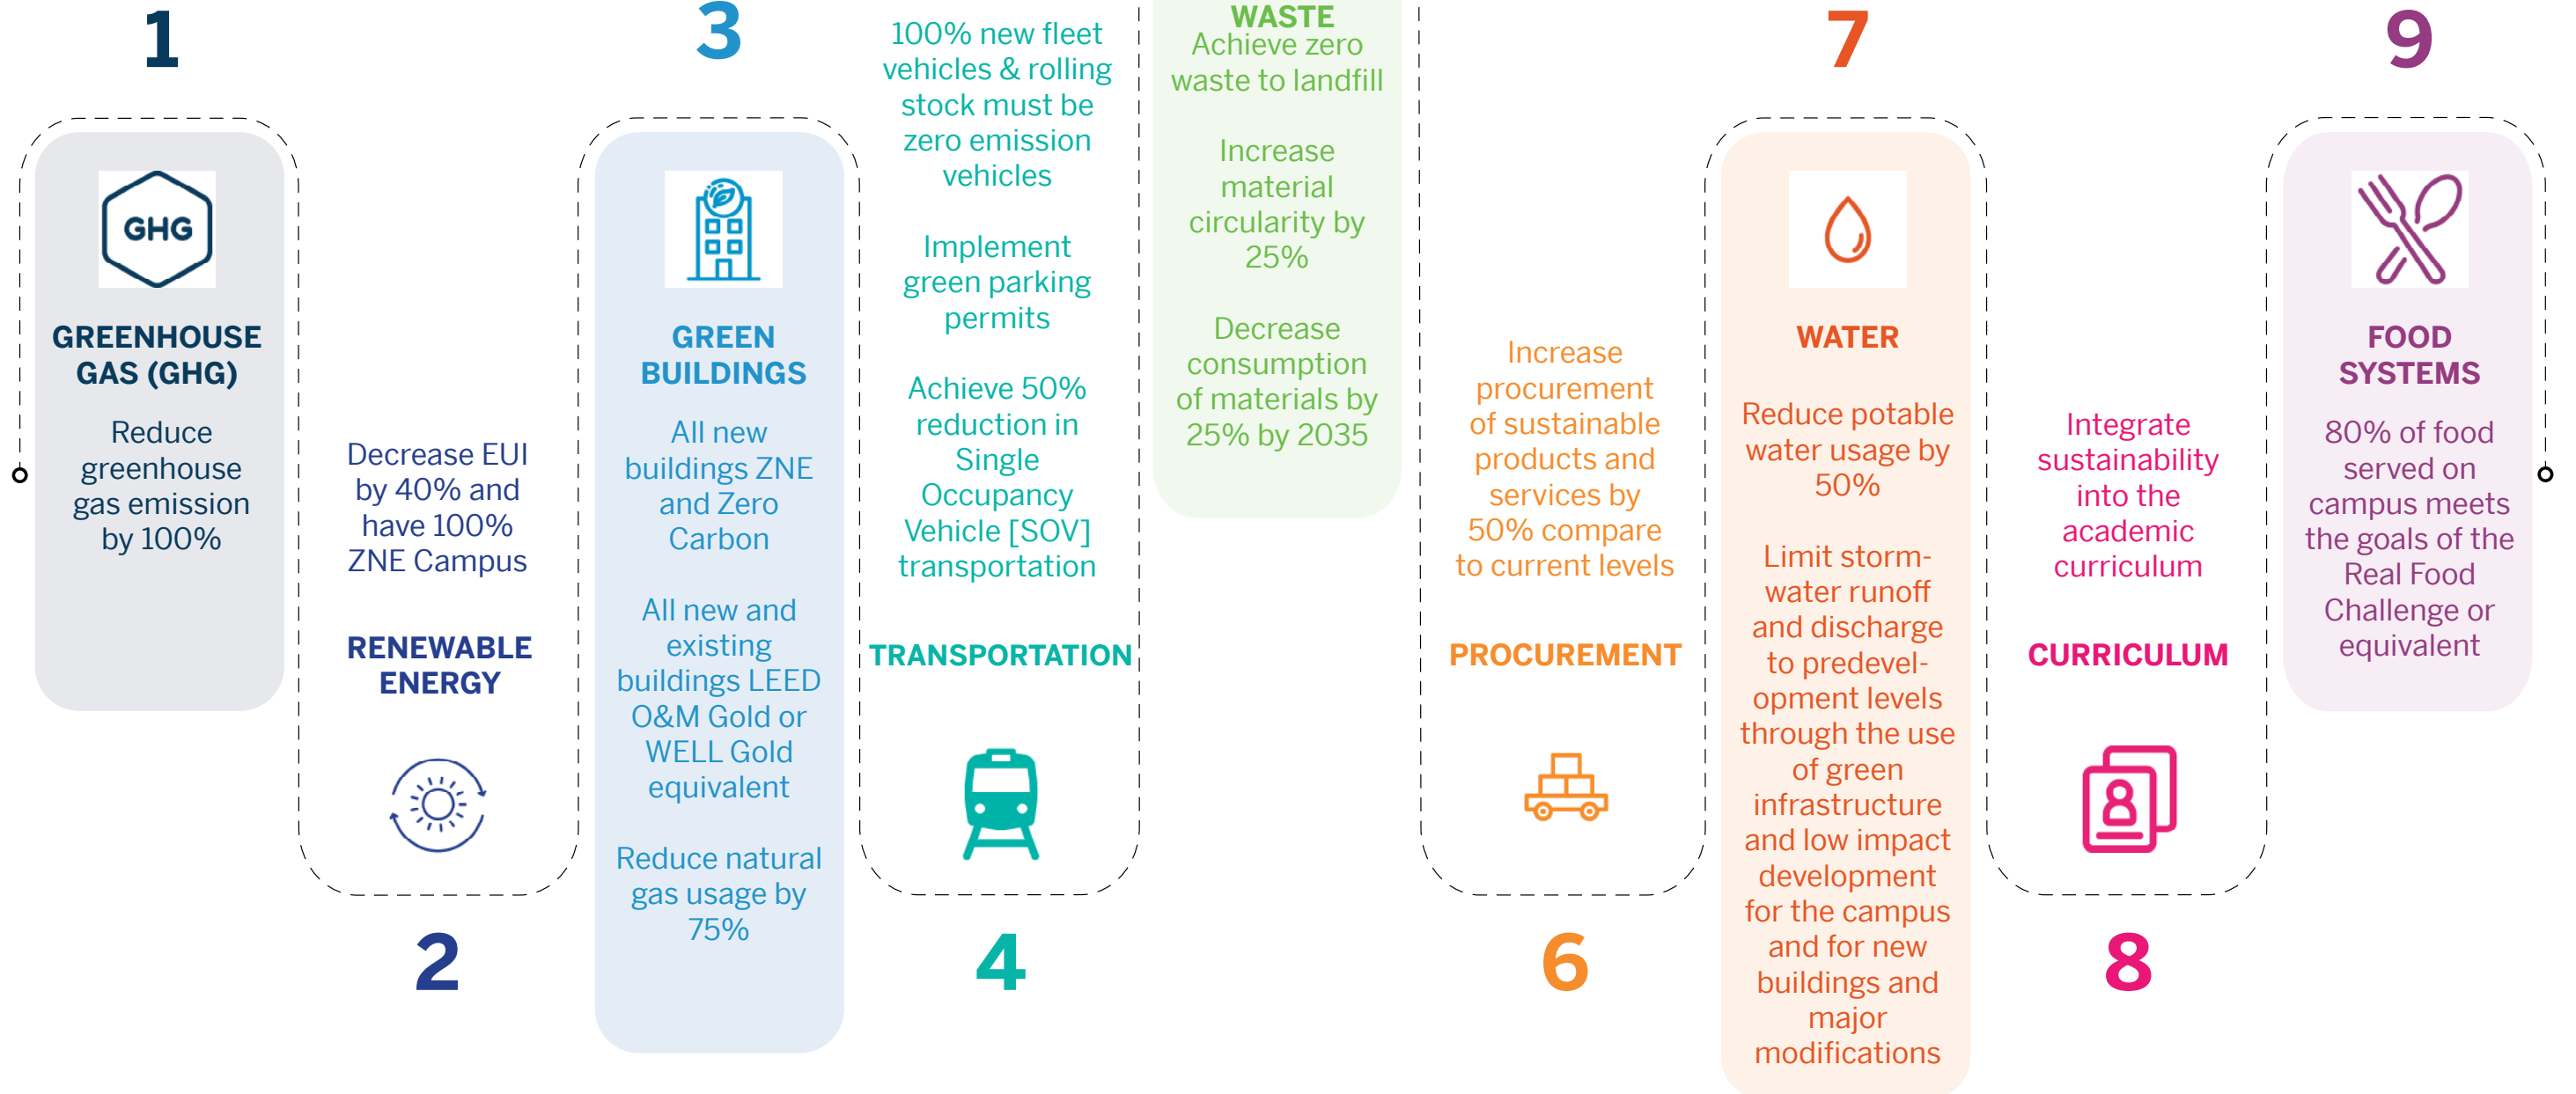 1
GHG
GREENHOUSE
GAS (GHG)
Reduce
greenhouse
gas emission
by 100%
Decrease EUI
by 40% and
have 100%
ZNE Campus
RENEWABLE
ENERGY
2
3
GREEN
BUILDINGS
All new
buildings ZNE
and Zero
Carbon
All new and
existing
buildings LEED
O&M Gold or
WELL Gold
equivalent
Reduce natural
gas usage by
75%
100% new fleet
vehicles & rolling
stock must be
zero emission
vehicles
Implement
green parking
permits
Achieve 50%
reduction in
Single
Occupancy
Vehicle [SOV]
transportation
TRANSPORTATION
4
WASTE
Achieve zero
waste to landfill
Increase
material
circularity by
25%
Decrease
consumption
of materials by
25% by 2035
Increase
procurement
of sustainable
products and
services by
50% compare
to current levels
PROCUREMENT
6
7
WATER
Reduce potable
water usage by
50%
Limit storm-
water runoff
and discharge
to predevel-
opment levels
through the use
of green
infrastructure
and low impact
development
for the campus
and for new
buildings and
major
modifications
Integrate
sustainability
into the
academic
curriculum
CURRICULUM
8
9
FOOD
SYSTEMS
80% of food
served on
campus meets
the goals of the
Real Food
Challenge or
equivalent